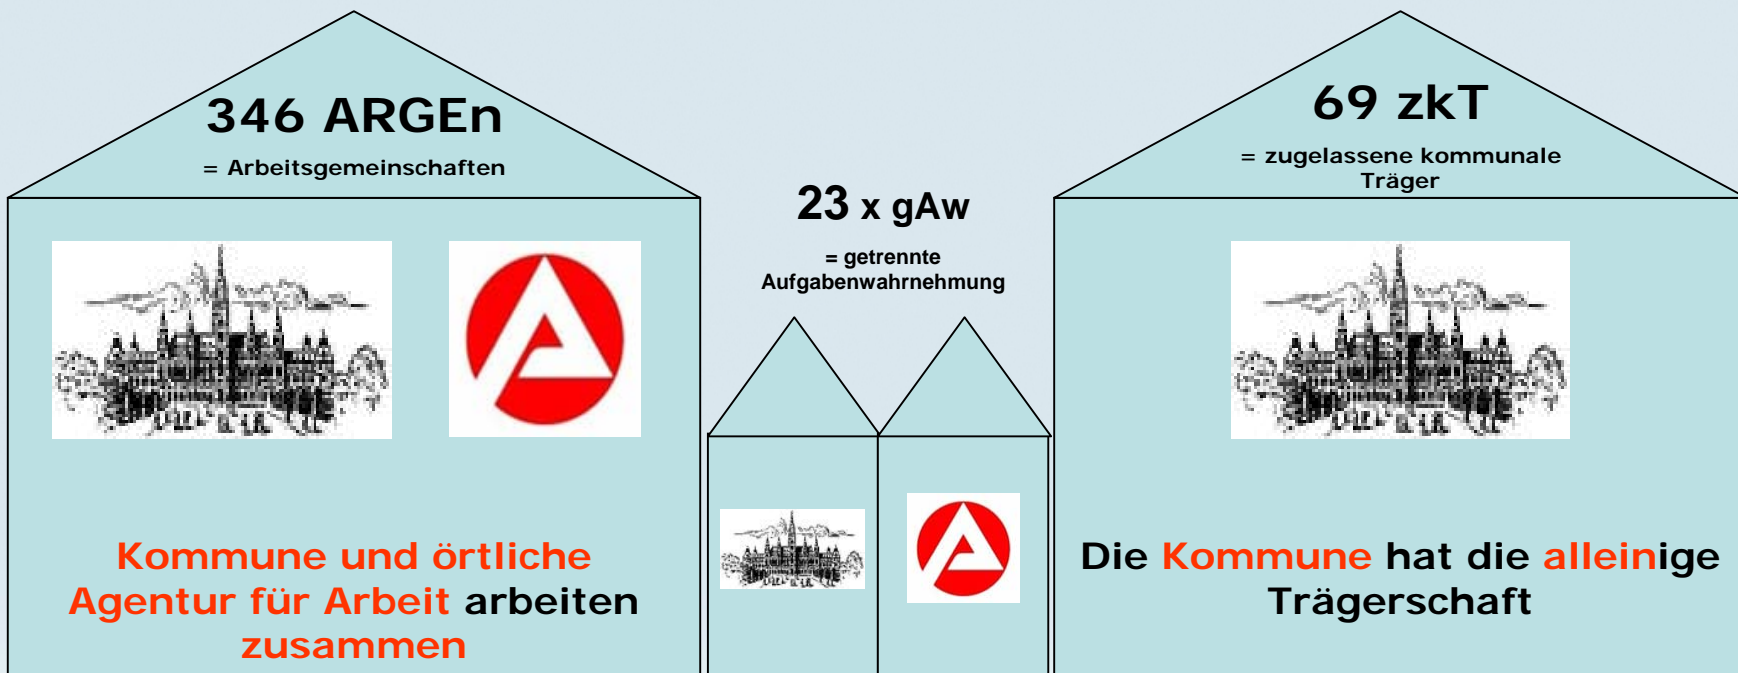 346 ARGEn
= Arbeitsgemeinschaften
Kommune und örtliche
Agentur für Arbeit arbeiten
zusammen
23 x gAw
= getrennte
Aufgabenwahrnehmung
69 zkT
= zugelassene kommunale
Träger
Die Kommune hat die alleinige
Trägerschaft